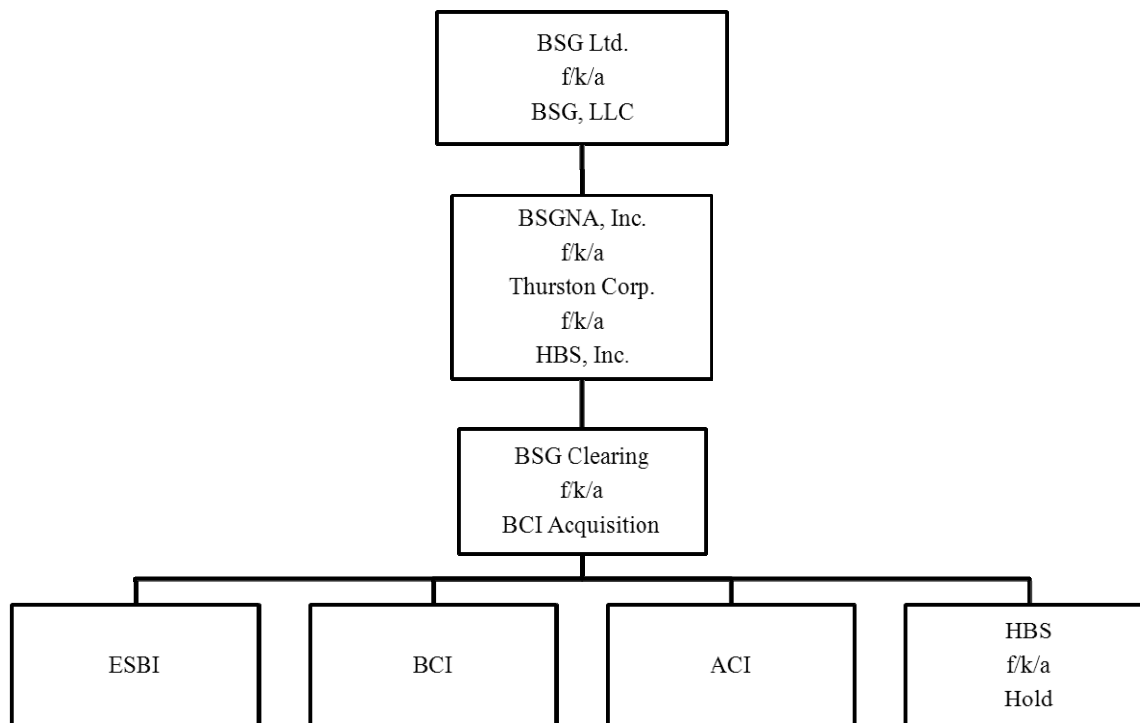 BSG Ltd.
f/k/a
BSG, LLC
BSGNA, Inc.
f/k/a
Thurston Corp.
f/k/a
HBS, Inc.
BSG Clearing
f/k/a
BCI Acquisition
ESBI
BCI
ACI
HBS
f/k/a
Hold